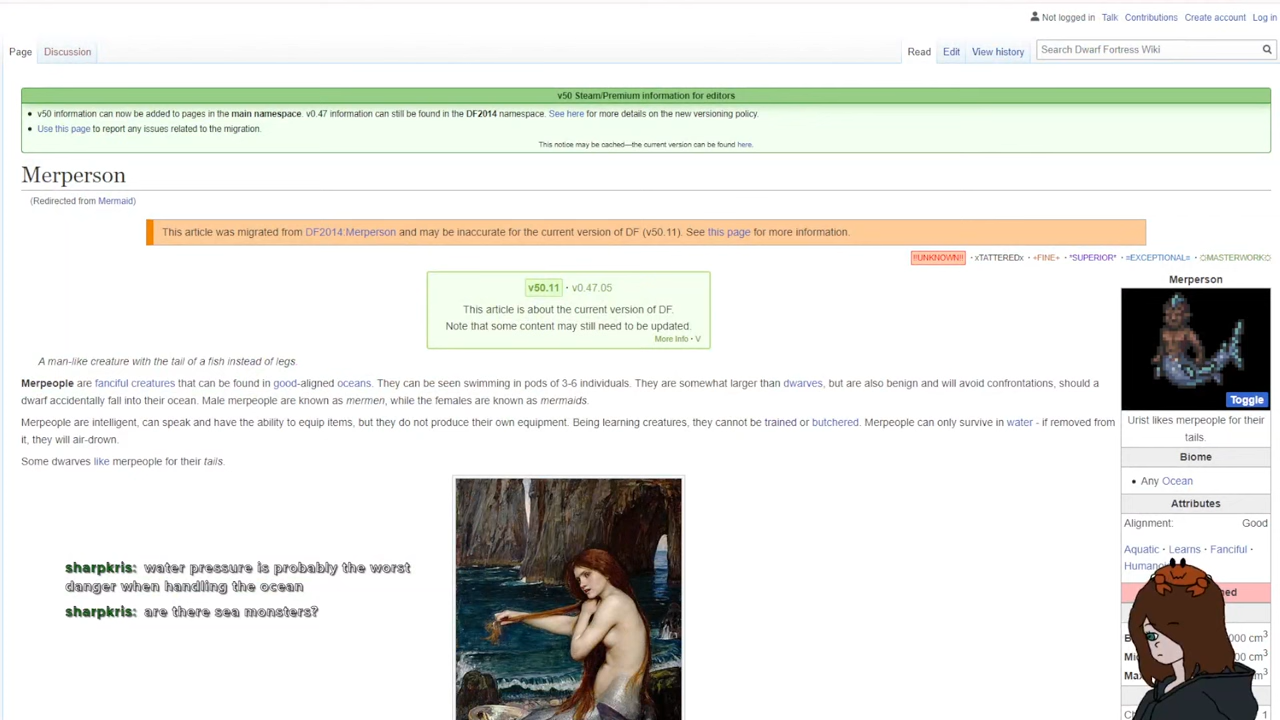 Not logged in Talk Contributions Create account Log in
Page Discussion Read Edit View history Search Dwarf Fortress Wiki
v50 Steam/Premium information for editors
• v50 information can now be added to pages in the main namespace. v0.47 information can still be found in the DF2014 namespace. See here for more details on the new versioning policy.
• Use this page to report any issues related to the migration.
This notice may be cached—the current version can be found here.
Merperson
(Redirected from Mermaid)
This article was migrated from DF2014:Merperson and may be inaccurate for the current version of DF (v50.11). See this page for more information.
‼UNKNOWN‼ · xTATTEREDx · +FINE+ · *SUPERIOR* · ≡EXCEPTIONAL≡ · ☼MASTERWORK☼
v50.11 · v0.47.05
This article is about the current version of DF.
Note that some content may still need to be updated.
More Info · V
Merperson
Toggle
Urist likes merpeople for their
tails.
Biome
• Any Ocean
Attributes
Alignment: Good
Aquatic · Learns · Fanciful ·
A man-like creature with the tail of a fish instead of legs.
Merpeople are fanciful creatures that can be found in good-aligned oceans. They can be seen swimming in pods of 3-6 individuals. They are somewhat larger than dwarves, but are also benign and will avoid confrontations, should a
dwarf accidentally fall into their ocean. Male merpeople are known as mermen, while the females are known as mermaids.
Merpeople are intelligent, can speak and have the ability to equip items, but they do not produce their own equipment. Being learning creatures, they cannot be trained or butchered. Merpeople can only survive in water - if removed from
it, they will air-drown.
Some dwarves like merpeople for their tails.
sharpkris: water pressure is probably the worst
danger when handling the ocean
sharpkris: are there sea monsters?